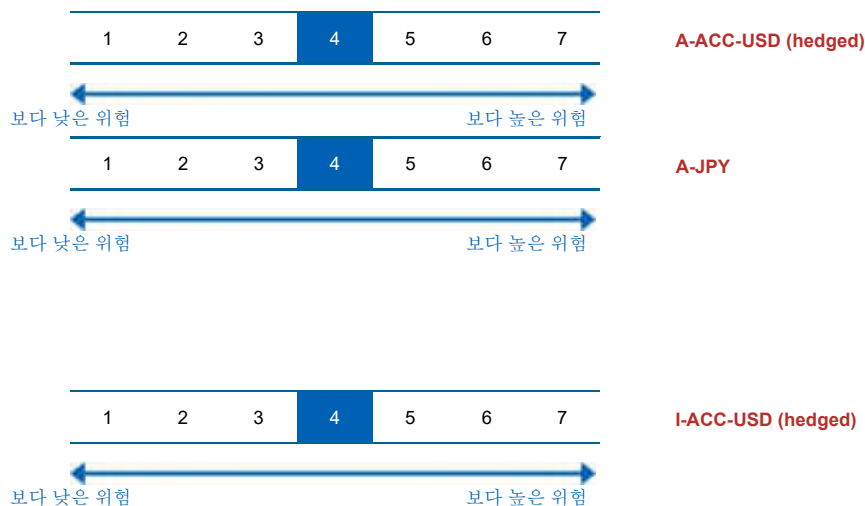 1 2 3 4 5 6 7 A-ACC-USD (hedged)
보다 낮은 위험 보다 높은 위험
1 2 3 4 5 6 7 A-JPY
보다 낮은 위험 보다 높은 위험
1 2 3 4 5 6 7 I-ACC-USD (hedged)
보다 낮은 위험 보다 높은 위험